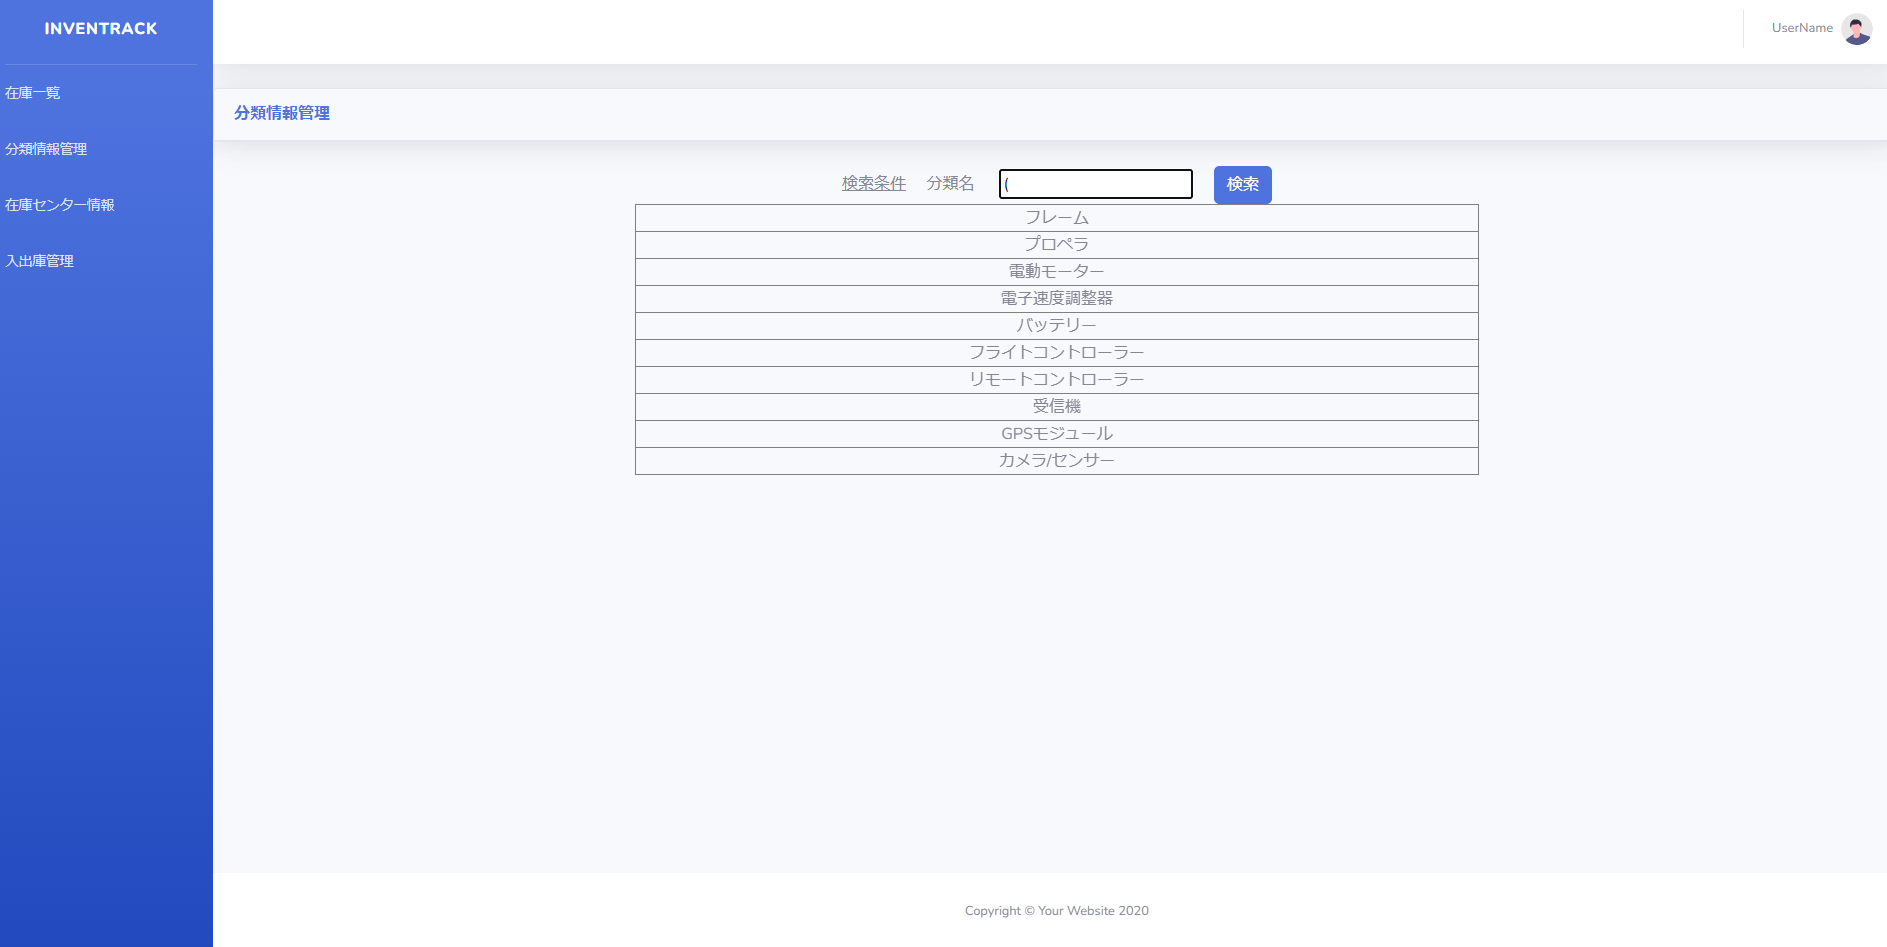 INVENTRACK
UserName
在庫一覧
分類情報管理
在庫センター情報
入出庫管理
分類情報管理
検索条件 分類名 ( 検索
フレーム
プロペラ
電動モーター
電子速度調整器
バッテリー
フライトコントローラー
リモートコントローラー
受信機
GPSモジュール
カメラ/センサー
Copyright © Your Website 2020